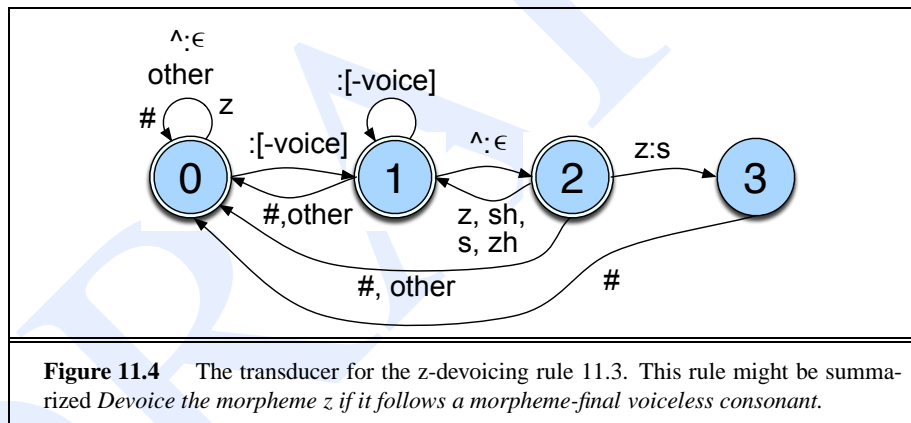 ^:ϵ
other
# z
:[-voice]
:[-voice]
^:ϵ
z:s
0 1 2 3
#,other
z, sh,
s, zh
#, other
#
Figure 11.4 The transducer for the z-devoicing rule 11.3. This rule might be summa-
rized Devoice the morpheme z if it follows a morpheme-final voiceless consonant.